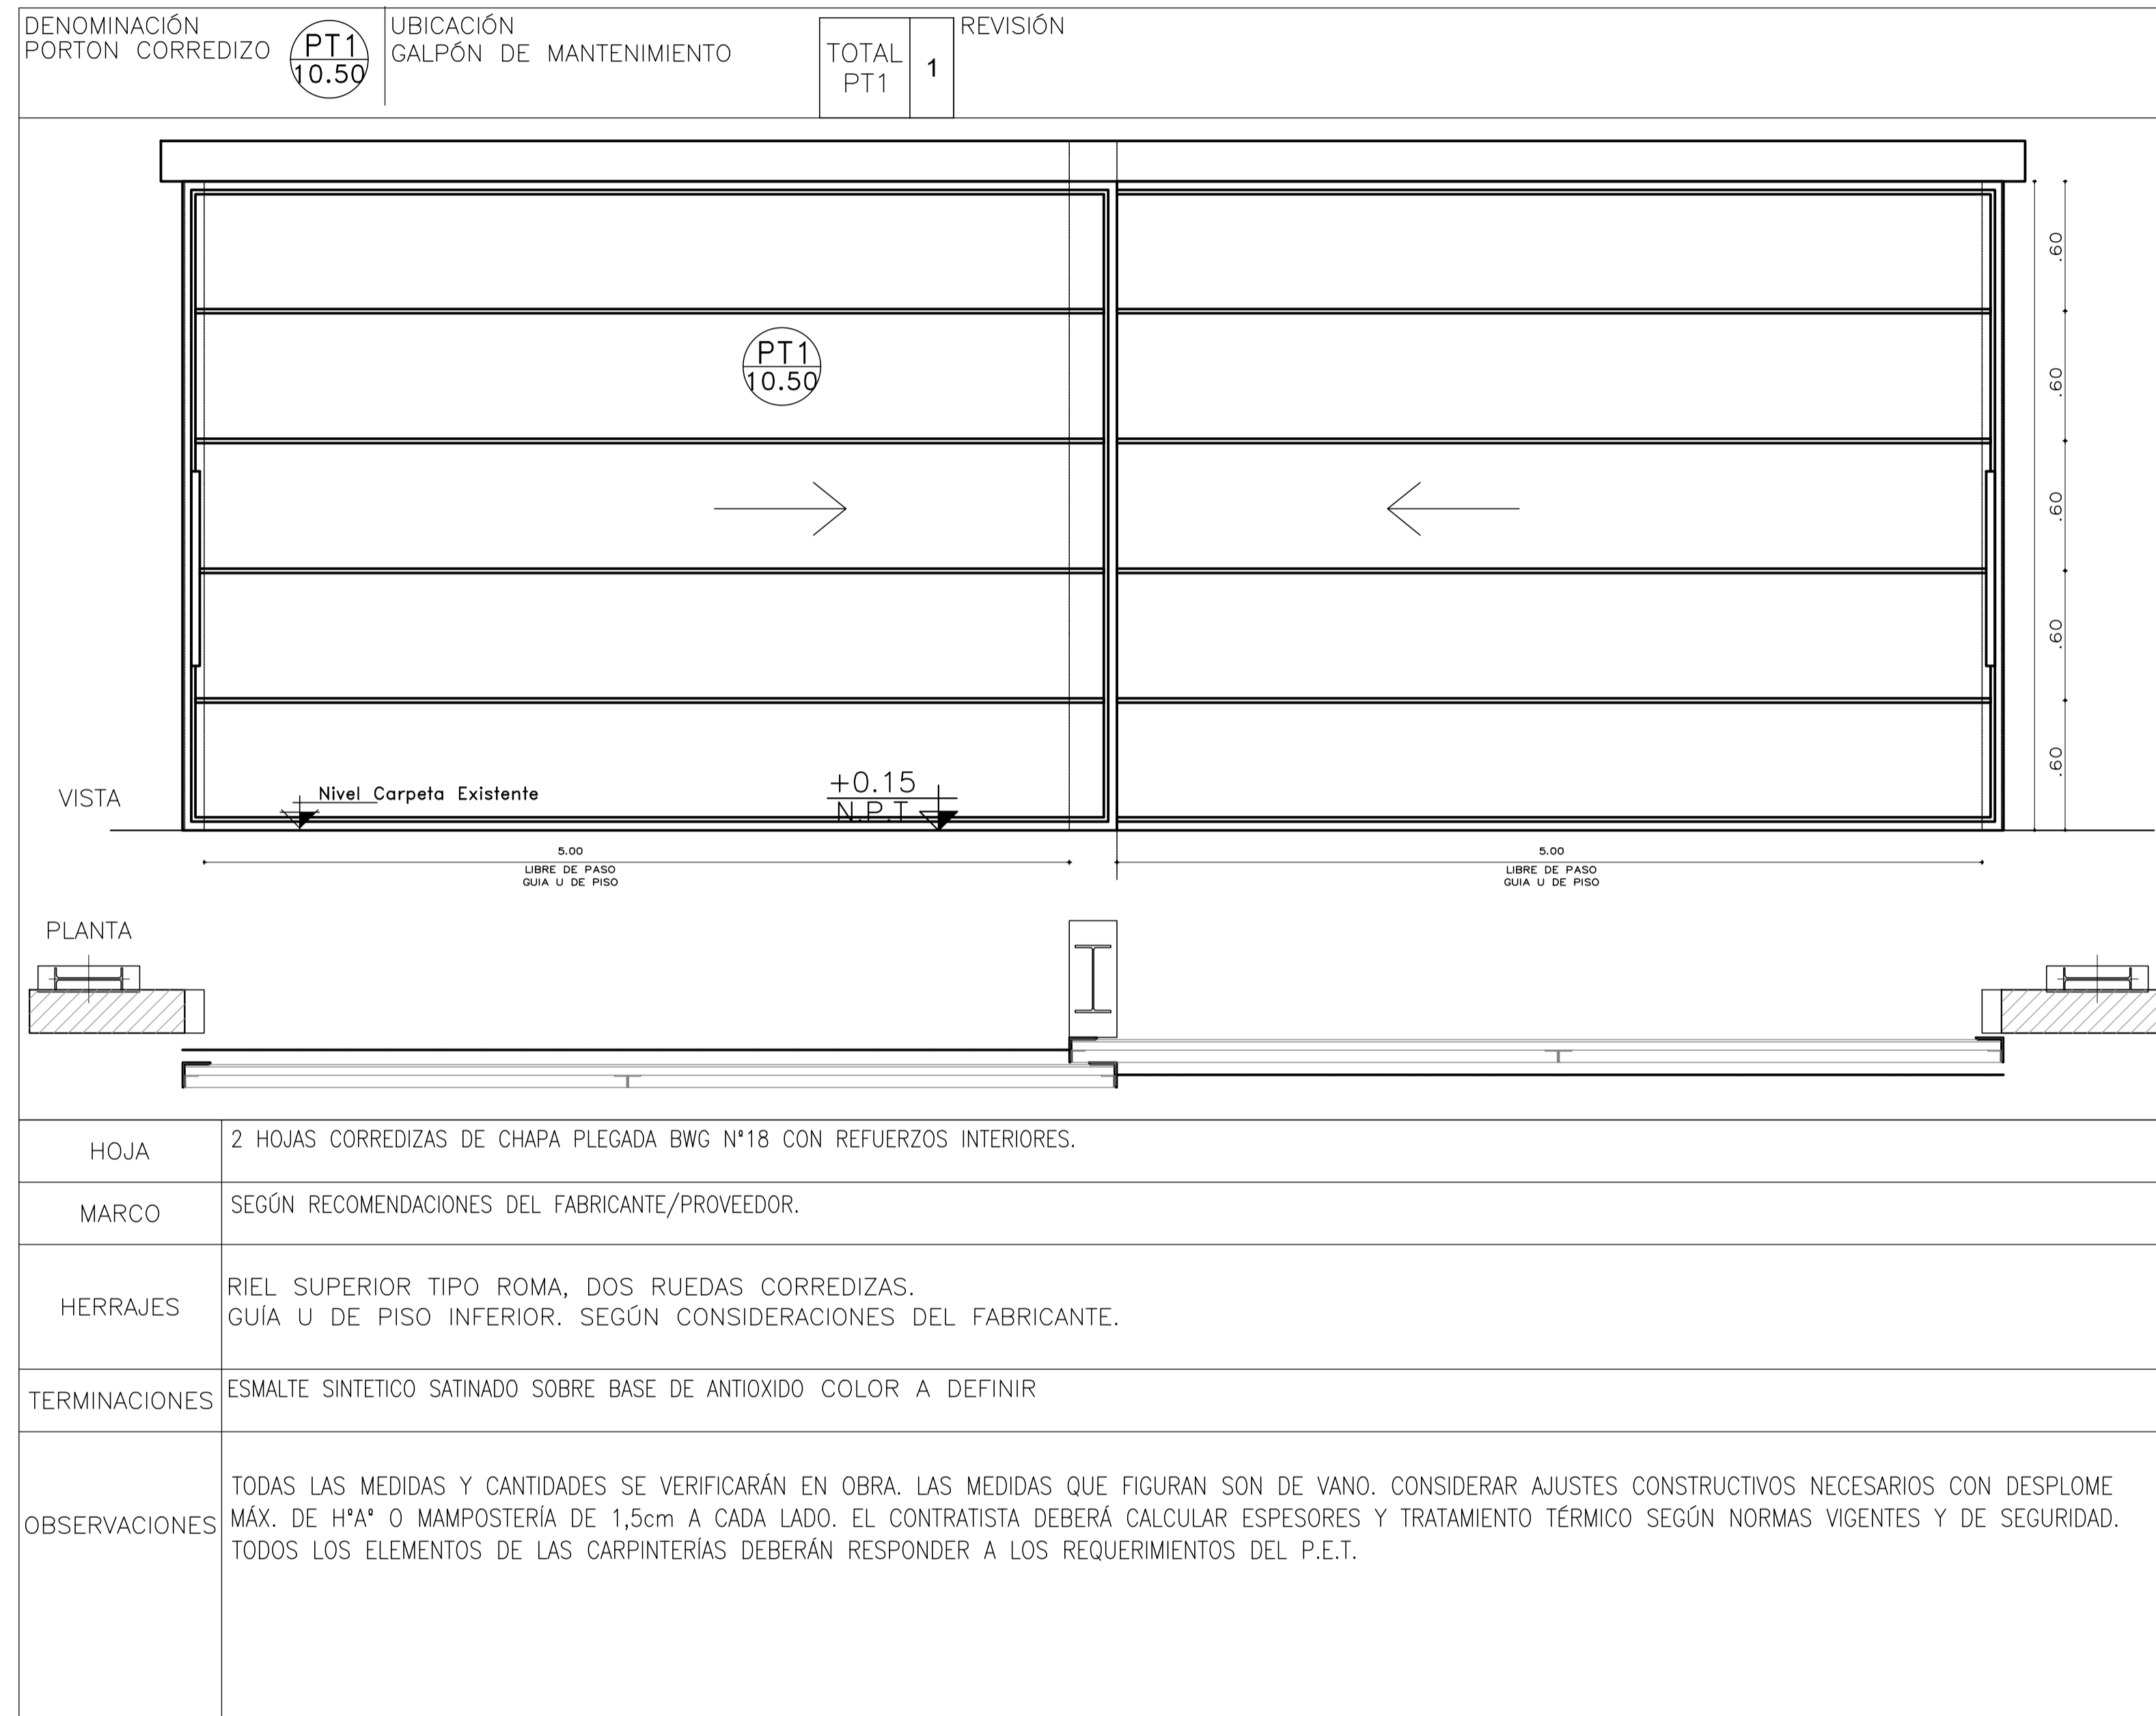 DENOMINACIÓN
PORTON CORREDIZO
PT1
10.50
UBICACIÓN
GALPÓN DE MANTENIMIENTO
TOTAL
PT1
1
REVISIÓN
.60
.60
.60
.60
.60
PT1
10.50
VISTA
Nivel Carpeta Existente
+0.15
N.P.T
5.00
LIBRE DE PASO
GUIA U DE PISO
5.00
LIBRE DE PASO
GUIA U DE PISO
PLANTA
HOJA
2 HOJAS CORREDIZAS DE CHAPA PLEGADA BWG Nº18 CON REFUERZOS INTERIORES.
MARCO
SEGÚN RECOMENDACIONES DEL FABRICANTE/PROVEEDOR.
HERRAJES
RIEL SUPERIOR TIPO ROMA, DOS RUEDAS CORREDIZAS.
GUÍA U DE PISO INFERIOR. SEGÚN CONSIDERACIONES DEL FABRICANTE.
TERMINACIONES
ESMALTE SINTETICO SATINADO SOBRE BASE DE ANTIOXIDO COLOR A DEFINIR
OBSERVACIONES
TODAS LAS MEDIDAS Y CANTIDADES SE VERIFICARÁN EN OBRA. LAS MEDIDAS QUE FIGURAN SON DE VANO. CONSIDERAR AJUSTES CONSTRUCTIVOS NECESARIOS CON DESPLOME
MÁX. DE HºAº O MAMPOSTERÍA DE 1,5cm A CADA LADO. EL CONTRATISTA DEBERÁ CALCULAR ESPESORES Y TRATAMIENTO TÉRMICO SEGÚN NORMAS VIGENTES Y DE SEGURIDAD.
TODOS LOS ELEMENTOS DE LAS CARPINTERÍAS DEBERÁN RESPONDER A LOS REQUERIMIENTOS DEL P.E.T.